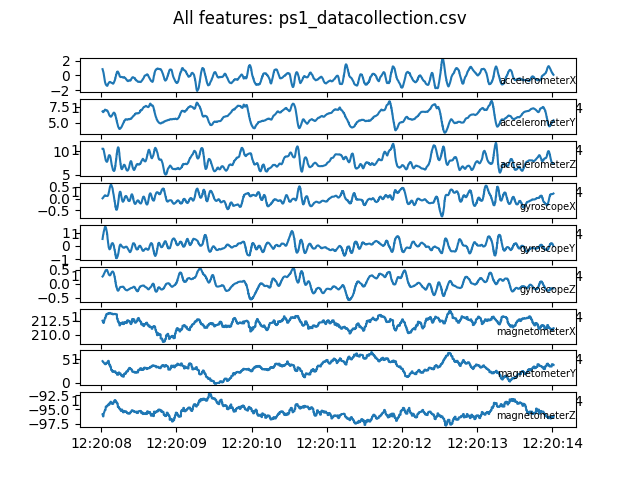 All features: ps1_datacollection.csv
2
0
−2
accelerometerX
7.5
5.0
accelerometerY
10
5
accelerometerZ
0.5
0.0
−0.5
gyroscopeX
1
0
−1
gyroscopeY
0.5
0.0
−0.5
gyroscopeZ
212.5
210.0
magnetometerX
5
0
magnetometerY
−92.5
−95.0
−97.5
magnetometerZ
12:20:08 12:20:09 12:20:10 12:20:11 12:20:12 12:20:13 12:20:14